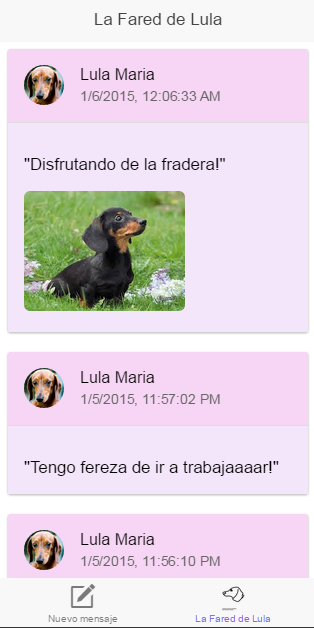 La Fared de Lula
Lula Maria
1/6/2015, 12:06:33 AM
"Disfrutando de la fradera!"
Lula Maria
1/5/2015, 11:57:02 PM
"Tengo fereza de ir a trabajaaaar!"
Lula Maria
1/5/2015, 11:56:10 PM
Nuevo mensaje
La Fared de Lula